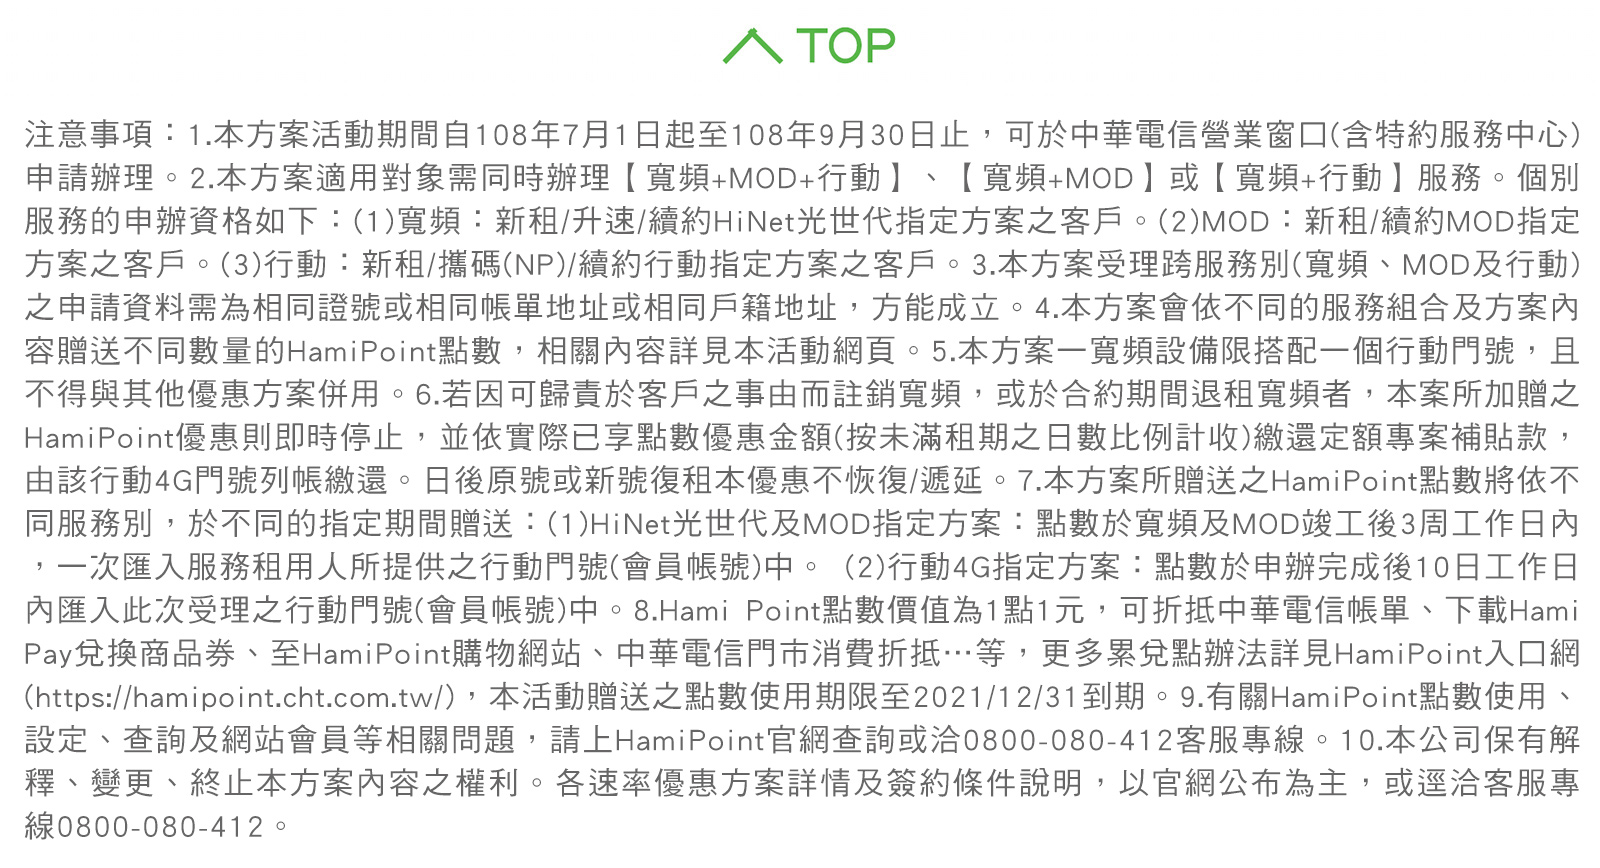 TOP
注意事項：1.本方案活動期間自108年7月1日起至108年9月30日止，可於中華電信營業窗口(含特約服務中心)
申請辦理。2.本方案適用對象需同時辦理【寬頻+MOD+行動】、【寬頻+MOD】或【寬頻+行動】服務。個別
服務的申辦資格如下：(1)寬頻：新租/升速/續約HiNet光世代指定方案之客戶。(2)MOD：新租/續約MOD指定
方案之客戶。(3)行動：新租/攜碼(NP)/續約行動指定方案之客戶。3.本方案受理跨服務別(寬頻、MOD及行動)
之申請資料需為相同證號或相同帳單地址或相同戶籍地址，方能成立。4.本方案會依不同的服務組合及方案內
容贈送不同數量的HamiPoint點數，相關內容詳見本活動網頁。5.本方案一寬頻設備限搭配一個行動門號，且
不得與其他優惠方案併用。6.若因可歸責於客戶之事由而註銷寬頻，或於合約期間退租寬頻者，本案所加贈之
HamiPoint優惠則即時停止，並依實際已享點數優惠金額(按未滿租期之日數比例計收)繳還定額專案補貼款，
由該行動4G門號列帳繳還。日後原號或新號復租本優惠不恢復/遞延。7.本方案所贈送之HamiPoint點數將依不
同服務別，於不同的指定期間贈送：(1)HiNet光世代及MOD指定方案：點數於寬頻及MOD竣工後3周工作日內
，一次匯入服務租用人所提供之行動門號(會員帳號)中。 (2)行動4G指定方案：點數於申辦完成後10日工作日
內匯入此次受理之行動門號(會員帳號)中。8.Hami Point點數價值為1點1元，可折抵中華電信帳單、下載Hami
Pay兌換商品券、至HamiPoint購物網站、中華電信門市消費折抵…等，更多累兌點辦法詳見HamiPoint入口網
(https://hamipoint.cht.com.tw/)，本活動贈送之點數使用期限至2021/12/31到期。9.有關HamiPoint點數使用、
設定、查詢及網站會員等相關問題，請上HamiPoint官網查詢或洽0800-080-412客服專線。10.本公司保有解
釋、變更、終止本方案內容之權利。各速率優惠方案詳情及簽約條件說明，以官網公布為主，或逕洽客服專
線0800-080-412。